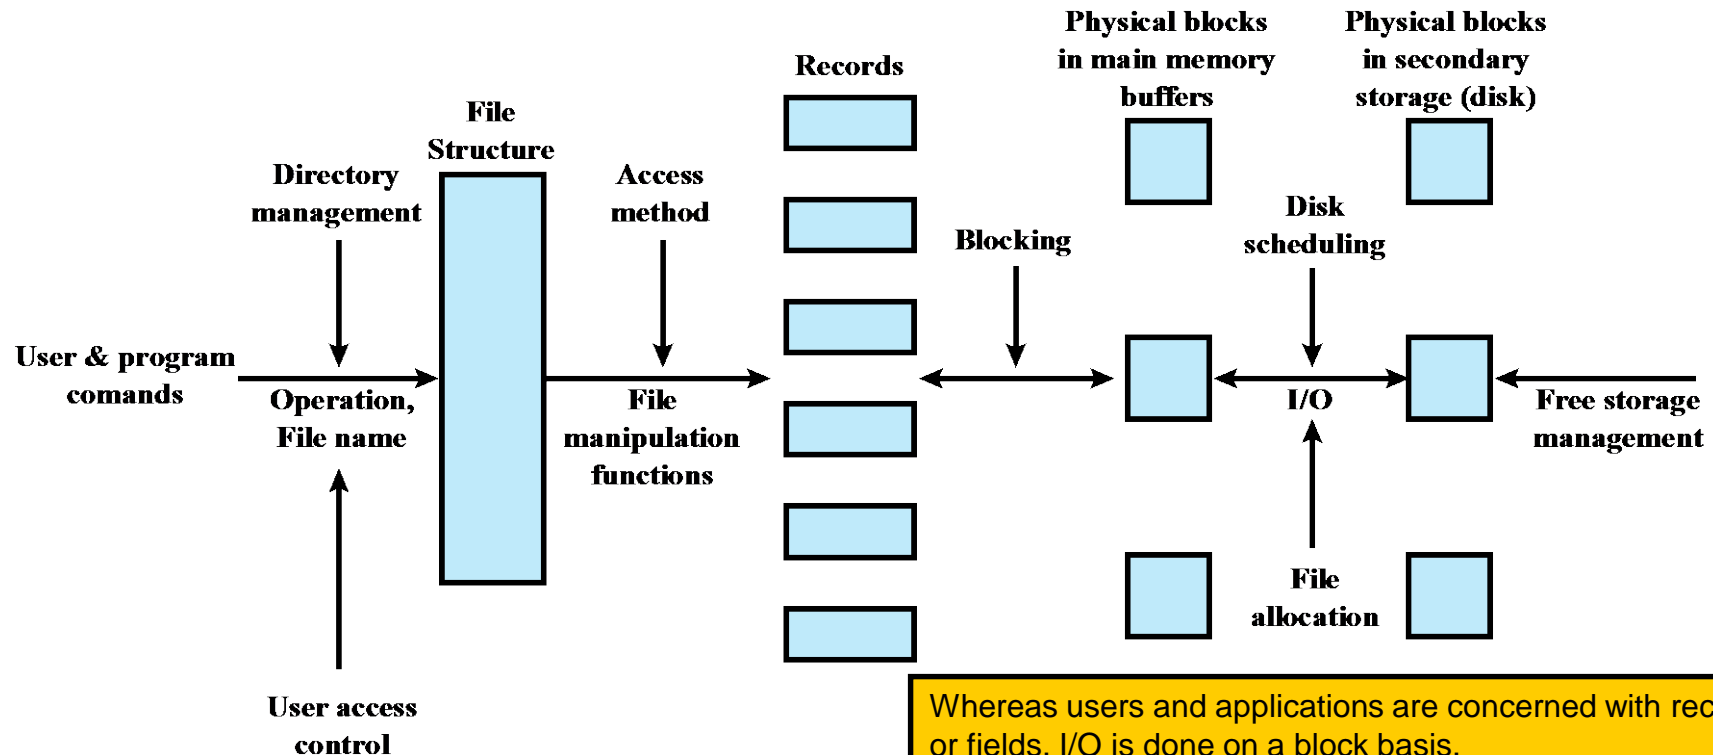 Physical blocks
in main memory
buffers
Physical blocks
in secondary
storage (disk)
Records
File
Structure
Directory
management
Access
method
Blocking
Disk
scheduling
User & program
comands
Operation,
File name
File
manipulation
functions
I/O
Free storage
management
File
allocation
User access
control
Whereas users and applications are concerned with rec
or fields, I/O is done on a block basis.